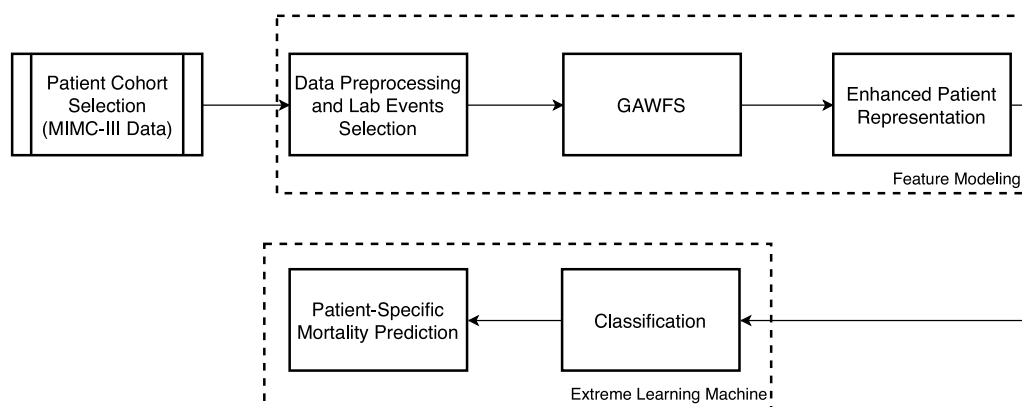 Patient Cohort
Selection
(MIMC-III Data)
Data Preprocessing
and Lab Events
Selection
GAWFS
Enhanced Patient
Representation
Feature Modeling
Patient-Specific
Mortality Prediction
Classification
Extreme Learning Machine